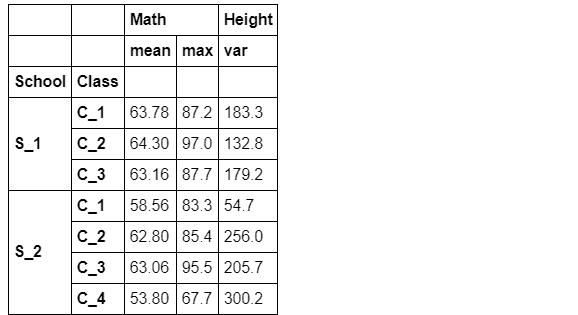 Math Height
mean max var
School Class
S_1 C_1 63.78 87.2 183.3
C_2 64.30 97.0 132.8
C_3 63.16 87.7 179.2
S_2 C_1 58.56 83.3 54.7
C_2 62.80 85.4 256.0
C_3 63.06 95.5 205.7
C_4 53.80 67.7 300.2